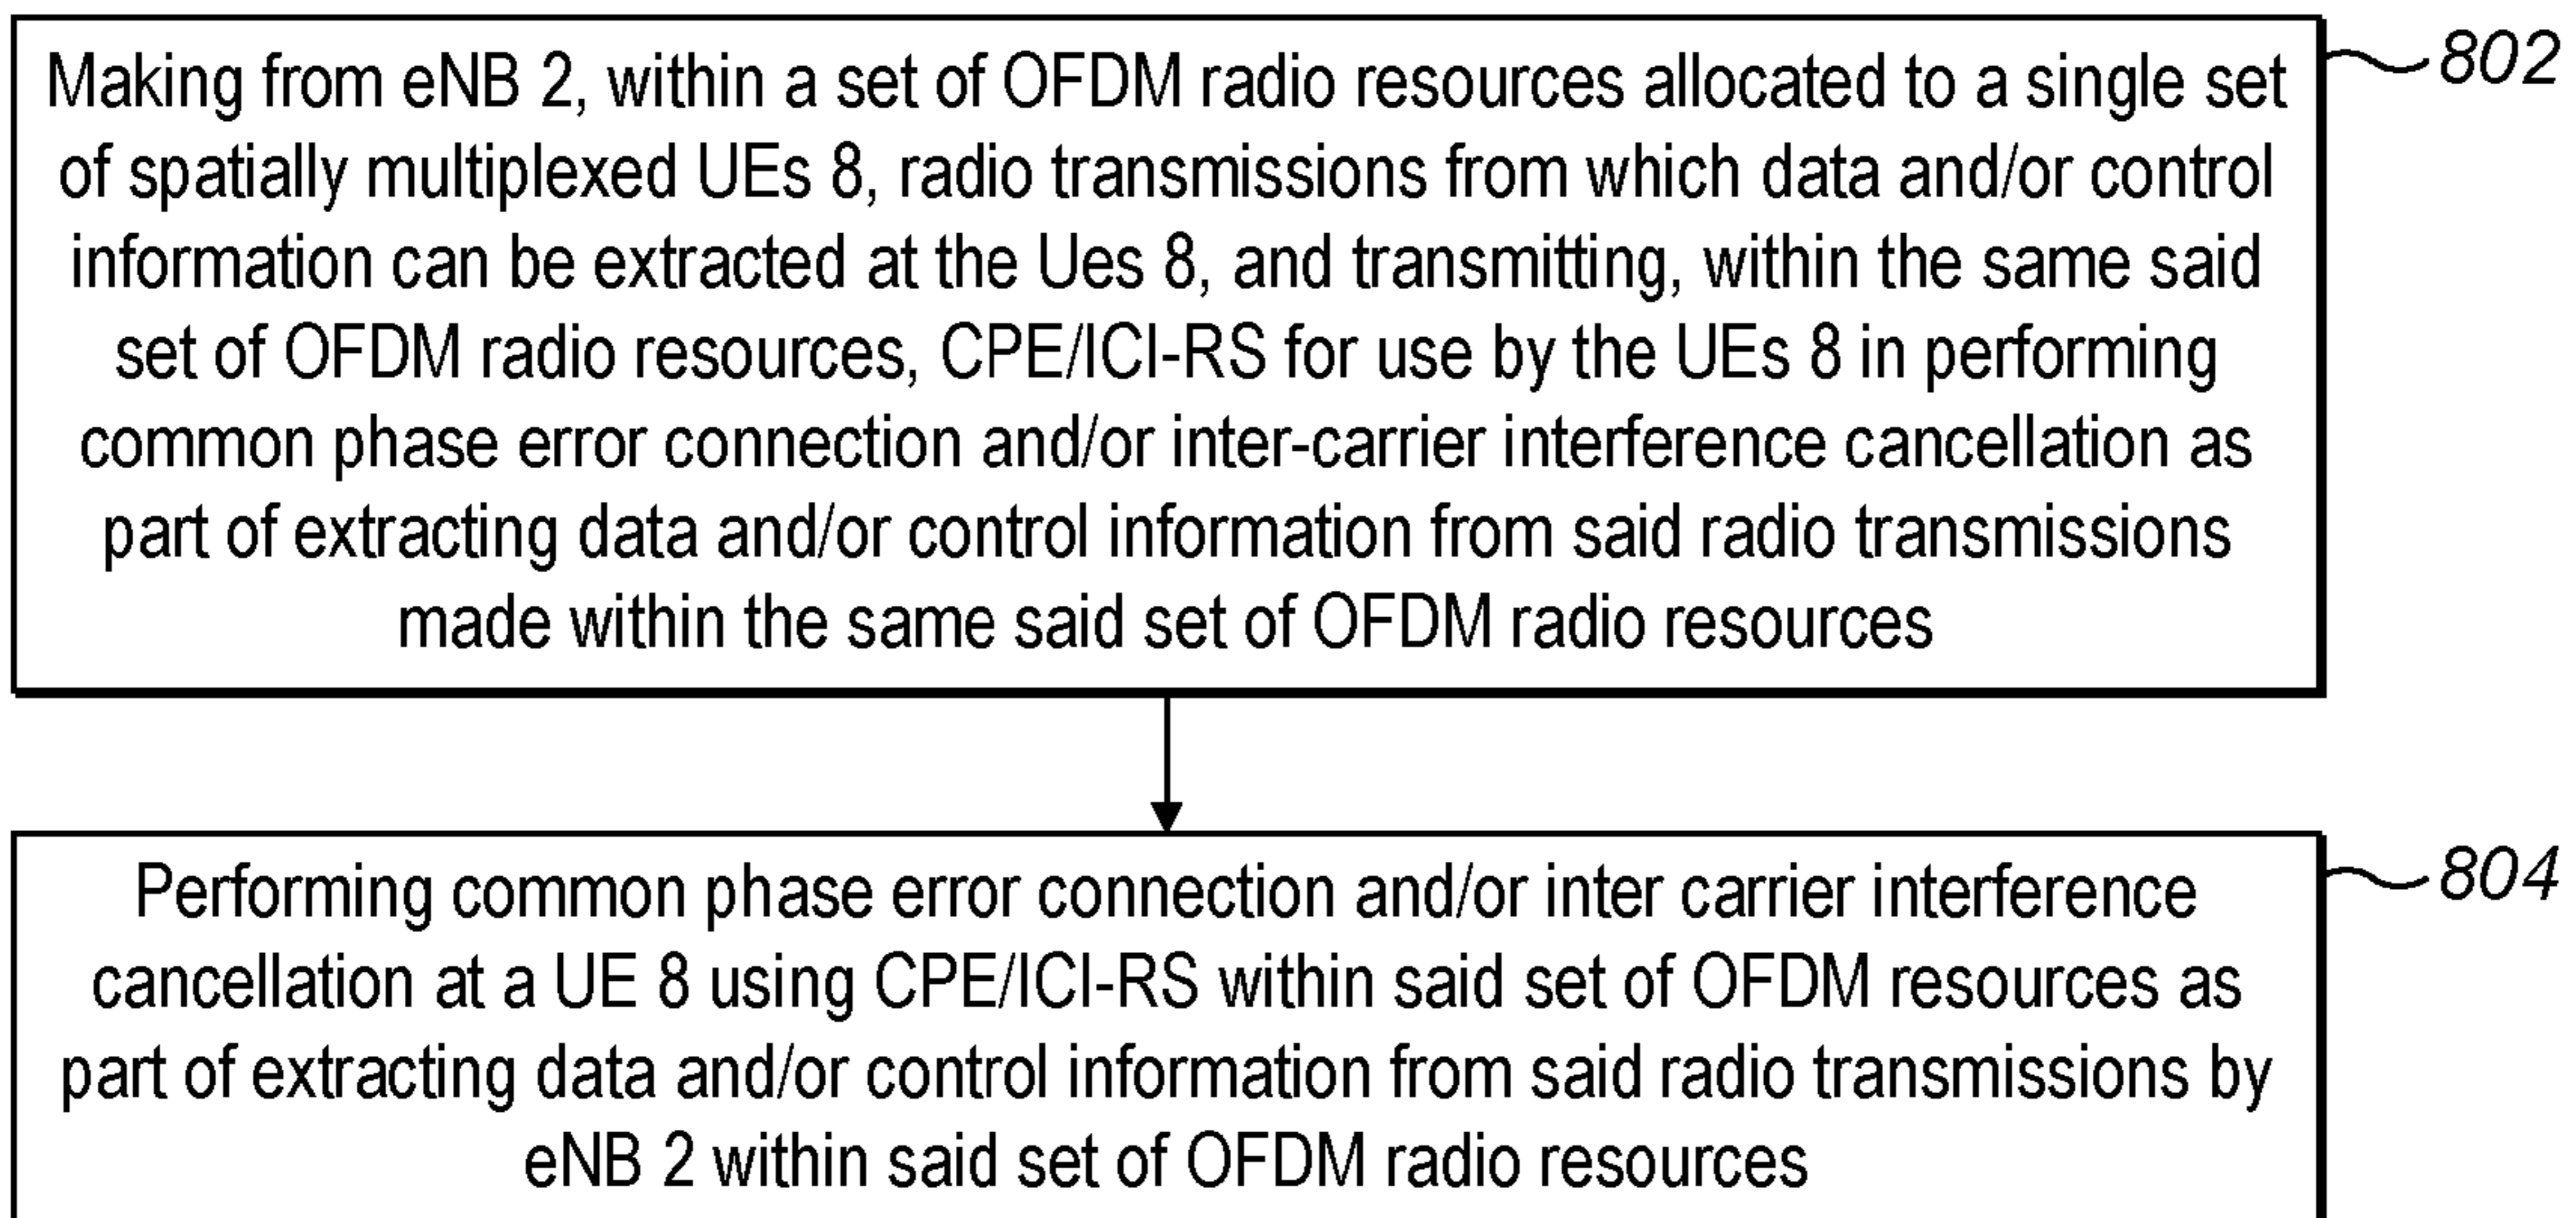 Making from eNB 2, within a set of OFDM radio resources allocated to a single set
of spatially multiplexed UEs 8, radio transmissions from which data and/or control
information can be extracted at the Ues 8, and transmitting, within the same said
set of OFDM radio resources, CPE/ICI-RS for use by the UEs 8 in performing
common phase error connection and/or inter-carrier interference cancellation as
part of extracting data and/or control information from said radio transmissions
made within the same said set of OFDM radio resources
802
Performing common phase error connection and/or inter carrier interference
cancellation at a UE 8 using CPE/ICI-RS within said set of OFDM resources as
part of extracting data and/or control information from said radio transmissions by
eNB 2 within said set of OFDM radio resources
804